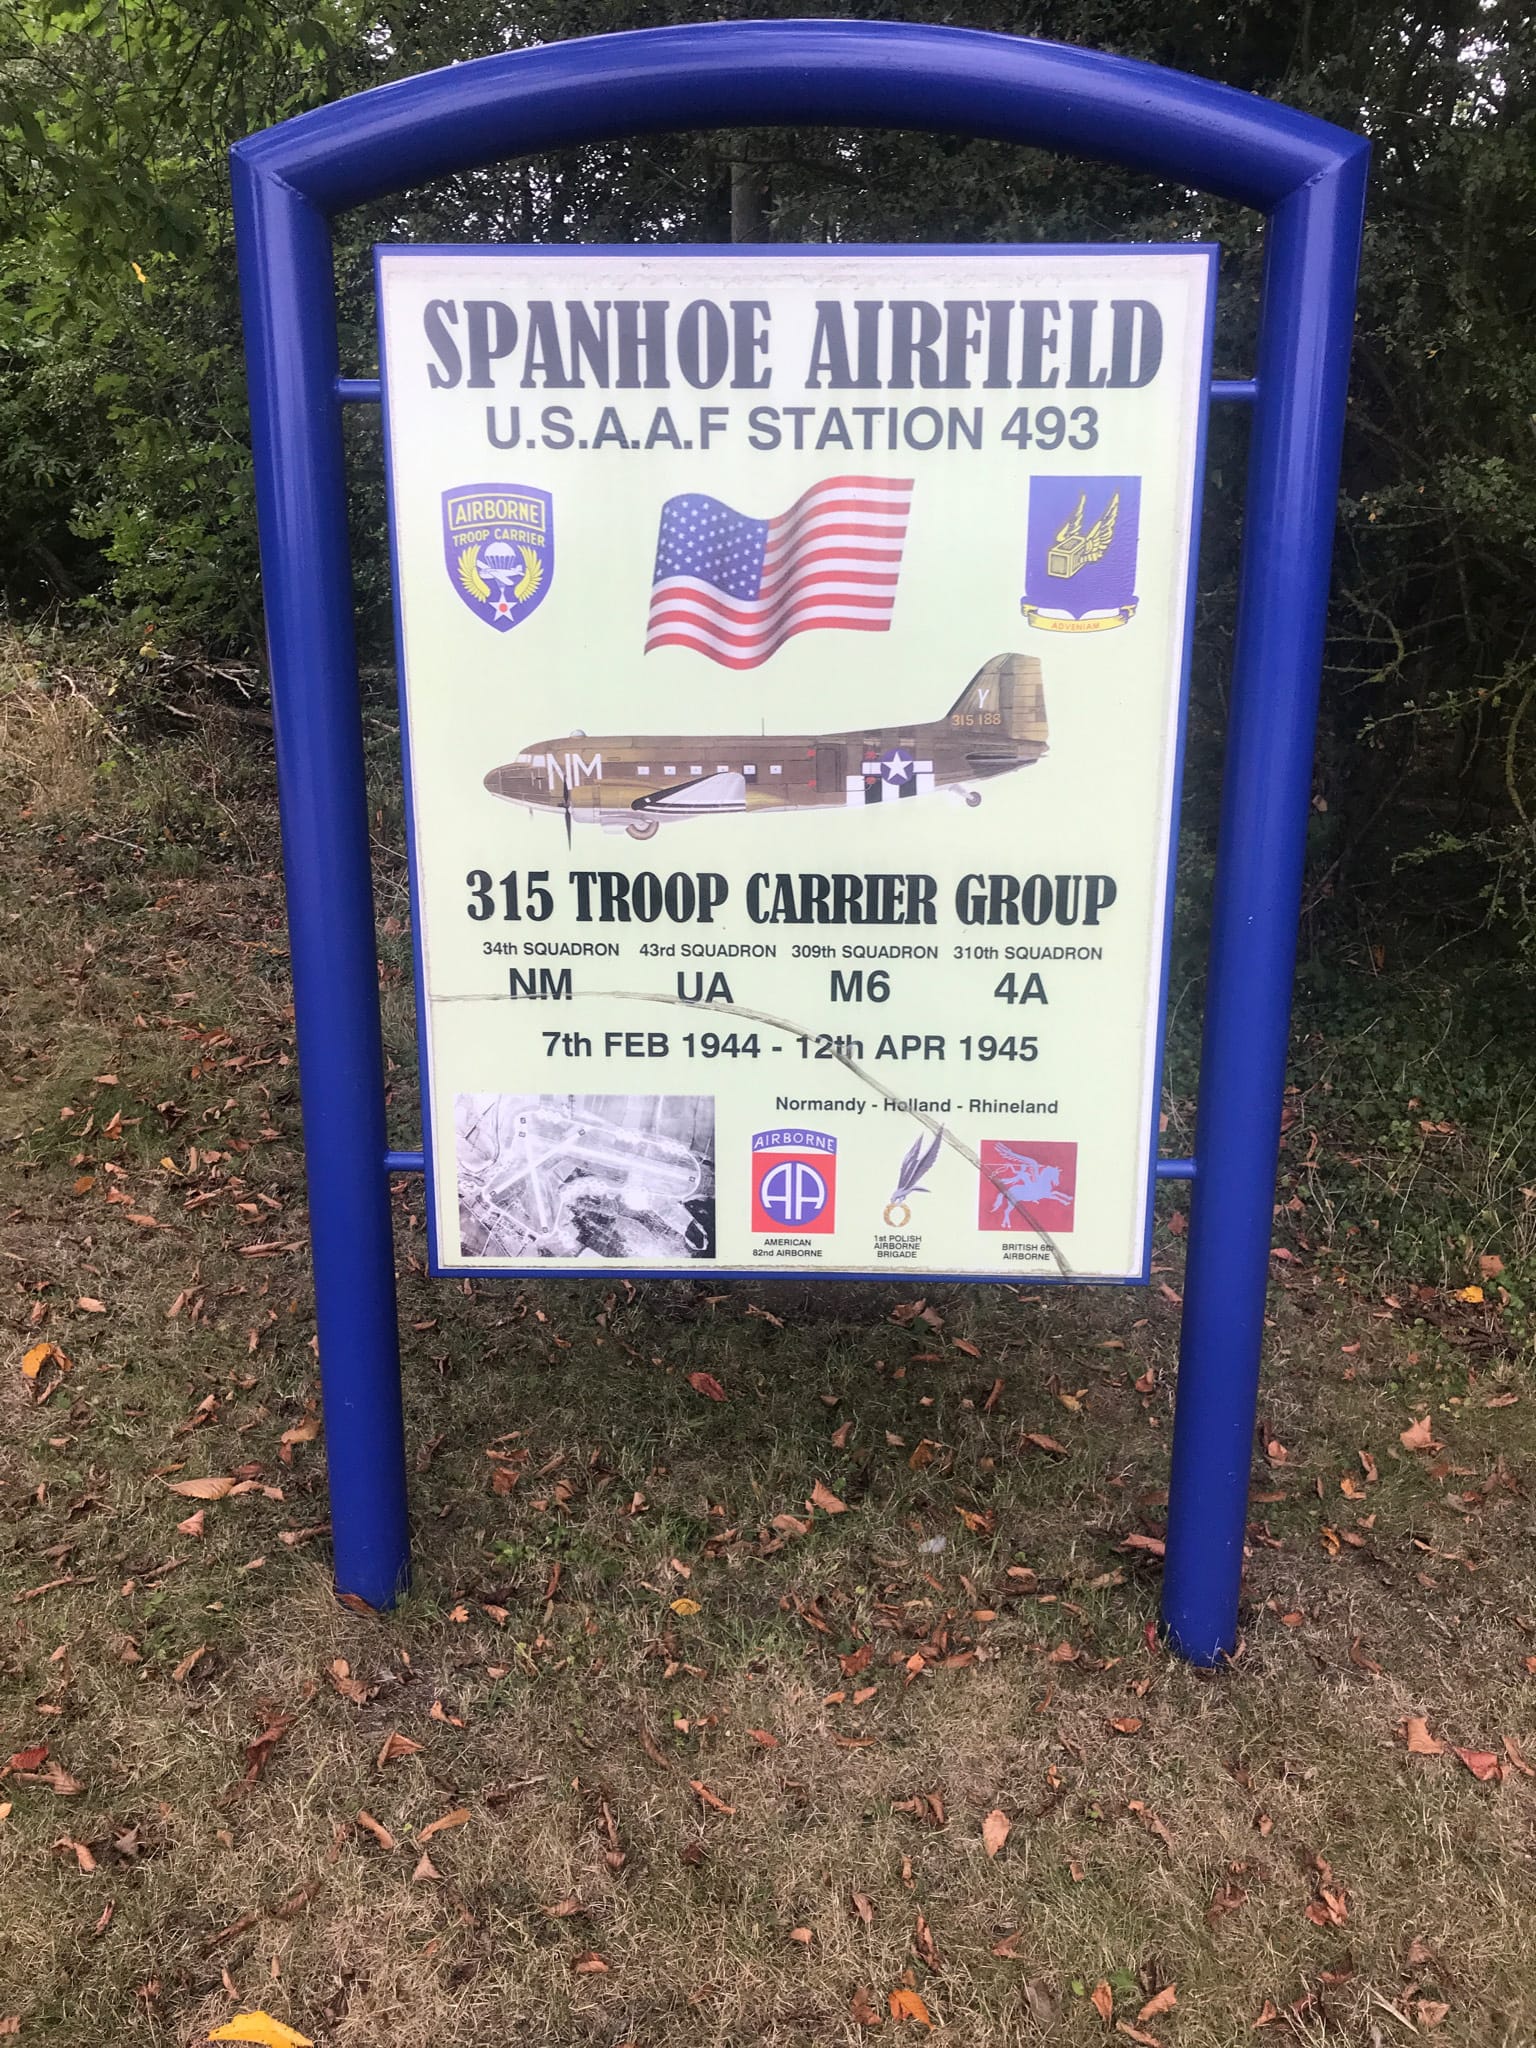 SPANHOE AIRFIELD
U.S.A.A.F STATION 493
AIRBORNE
TROOP CARRIER
ADVENIAM
Y
315188
NM
315 TROOP CARRIER GROUP
34th SQUADRON 43rd SQUADRON 309th SQUADRON 310th SQUADRON
NM UA M6 4A
7th FEB 1944 - 12th APR 1945
Normandy - Holland - Rhineland
AIRBORNE
AA
AMERICAN
82nd AIRBORNE
1st POLISH
AIRBORNE
BRIGADE
BRITISH 6th
AIRBORNE